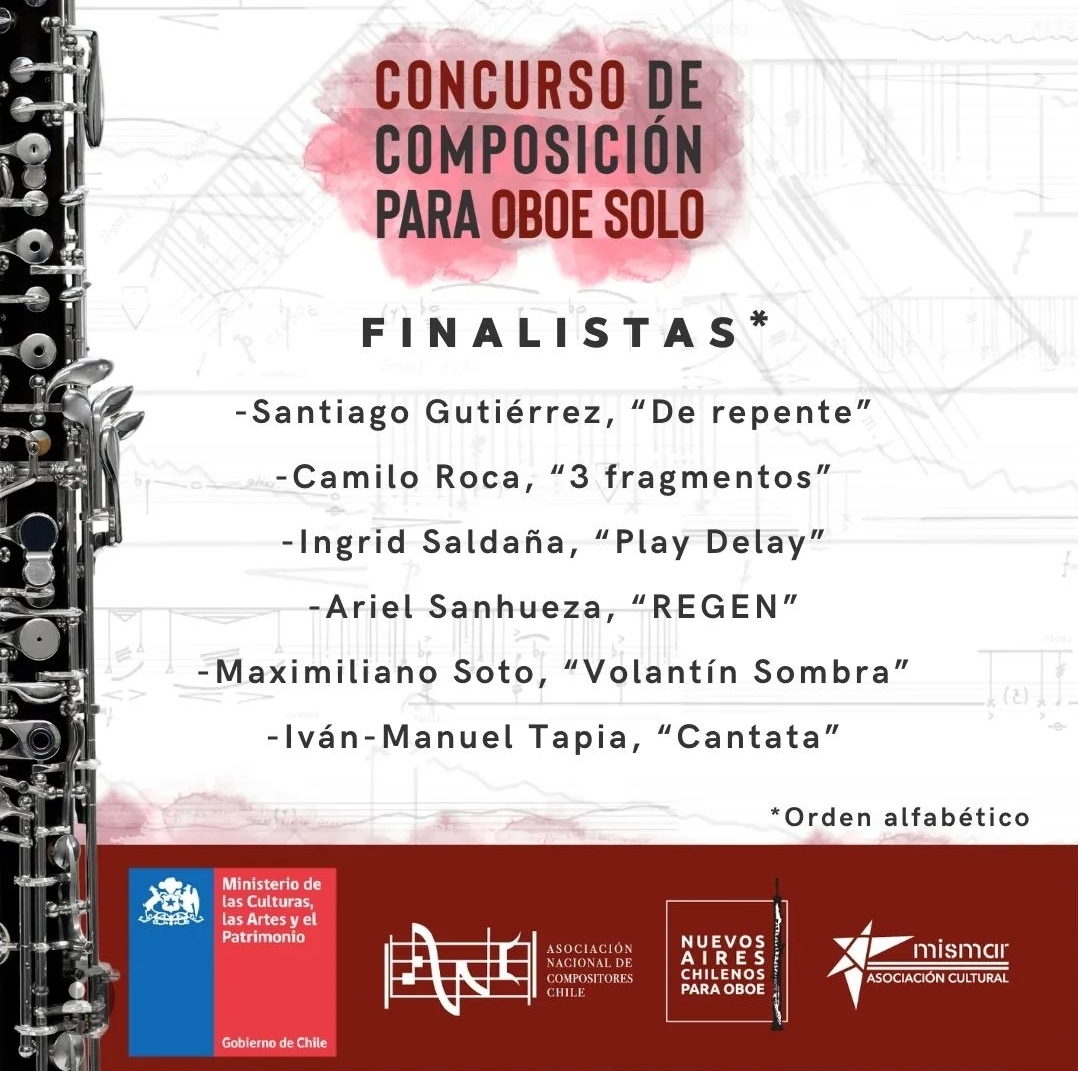 CONCURSO DE
COMPOSICIÓN
PARA OBOE SOLO
FINALISTAS*
-Santiago Gutiérrez, “De repente”
-Camilo Roca, “3 fragmentos”
-Ingrid Saldaña, “Play Delay”
-Ariel Sanhueza, “REGEN”
-Maximiliano Soto, “Volantín Sombra”
-Iván-Manuel Tapia, “Cantata”
*Orden alfabético
Ministerio de
las Culturas,
las Artes y el
Patrimonio
Gobierno de Chile
ASOCIACIÓN
NACIONAL DE
COMPOSITORES
CHILE
NUEVOS
AIRES
CHILENOS
PARA OBOE
mismar
ASOCIACIÓN CULTURAL